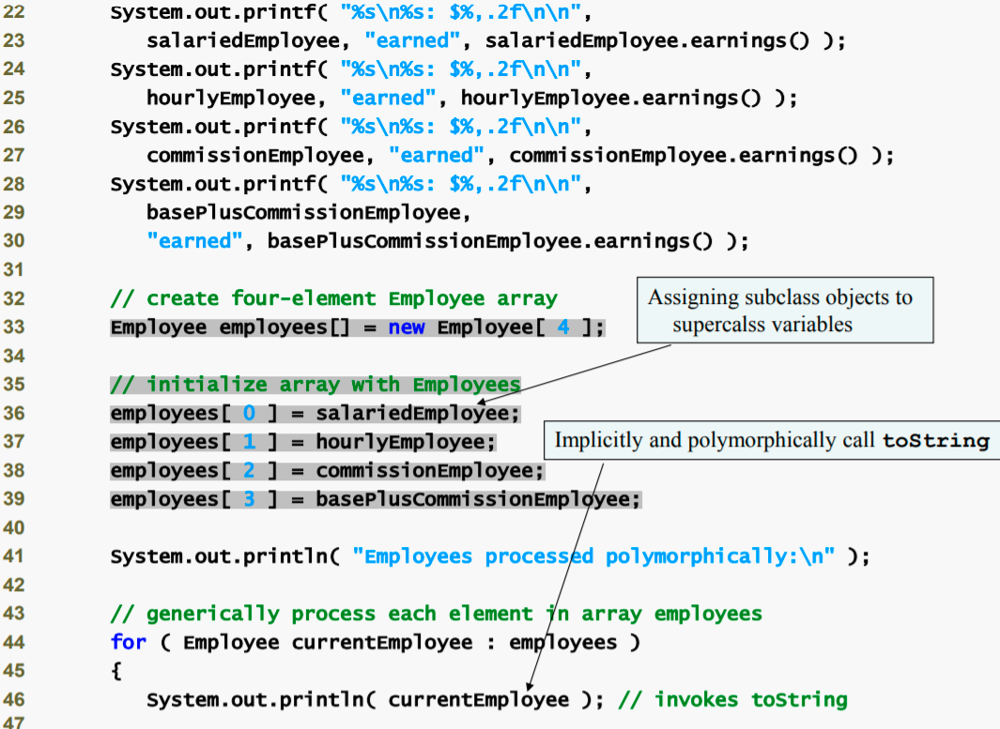 22 System.out.printf( "%s\n%s: $%,.2f\n\n",
23 salariedEmployee, "earned", salariedEmployee.earnings() );
24 System.out.printf( "%s\n%s: $%,.2f\n\n",
25 hourlyEmployee, "earned", hourlyEmployee.earnings() );
26 System.out.printf( "%s\n%s: $%,.2f\n\n",
27 commissionEmployee, "earned", commissionEmployee.earnings() );
28 System.out.printf( "%s\n%s: $%,.2f\n\n",
29 basePlusCommissionEmployee,
30 "earned", basePlusCommissionEmployee.earnings() );
31
32 // create four-element Employee array
33 Employee employees[] = new Employee[ 4 ];
Assigning subclass objects to
supercalss variables
34
35 // initialize array with Employees
36 employees[ 0 ] = salariedEmployee;
37 employees[ 1 ] = hourlyEmployee;
Implicitly and polymorphically call toString
38 employees[ 2 ] = commissionEmployee;
39 employees[ 3 ] = basePlusCommissionEmployee;
40
41 System.out.println( "Employees processed polymorphically:\n" );
42
43 // generically process each element in array employees
44 for ( Employee currentEmployee : employees )
45 {
46 System.out.println( currentEmployee ); // invokes toString
47